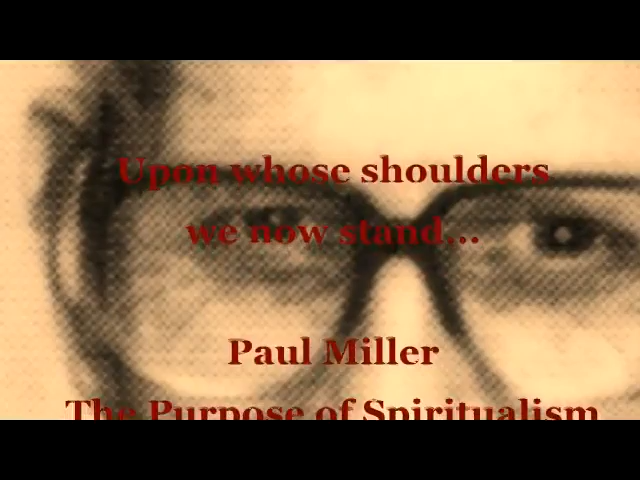 Upon whose shoulders
we now stand...
Paul Miller
The Purpose of Spiritualism